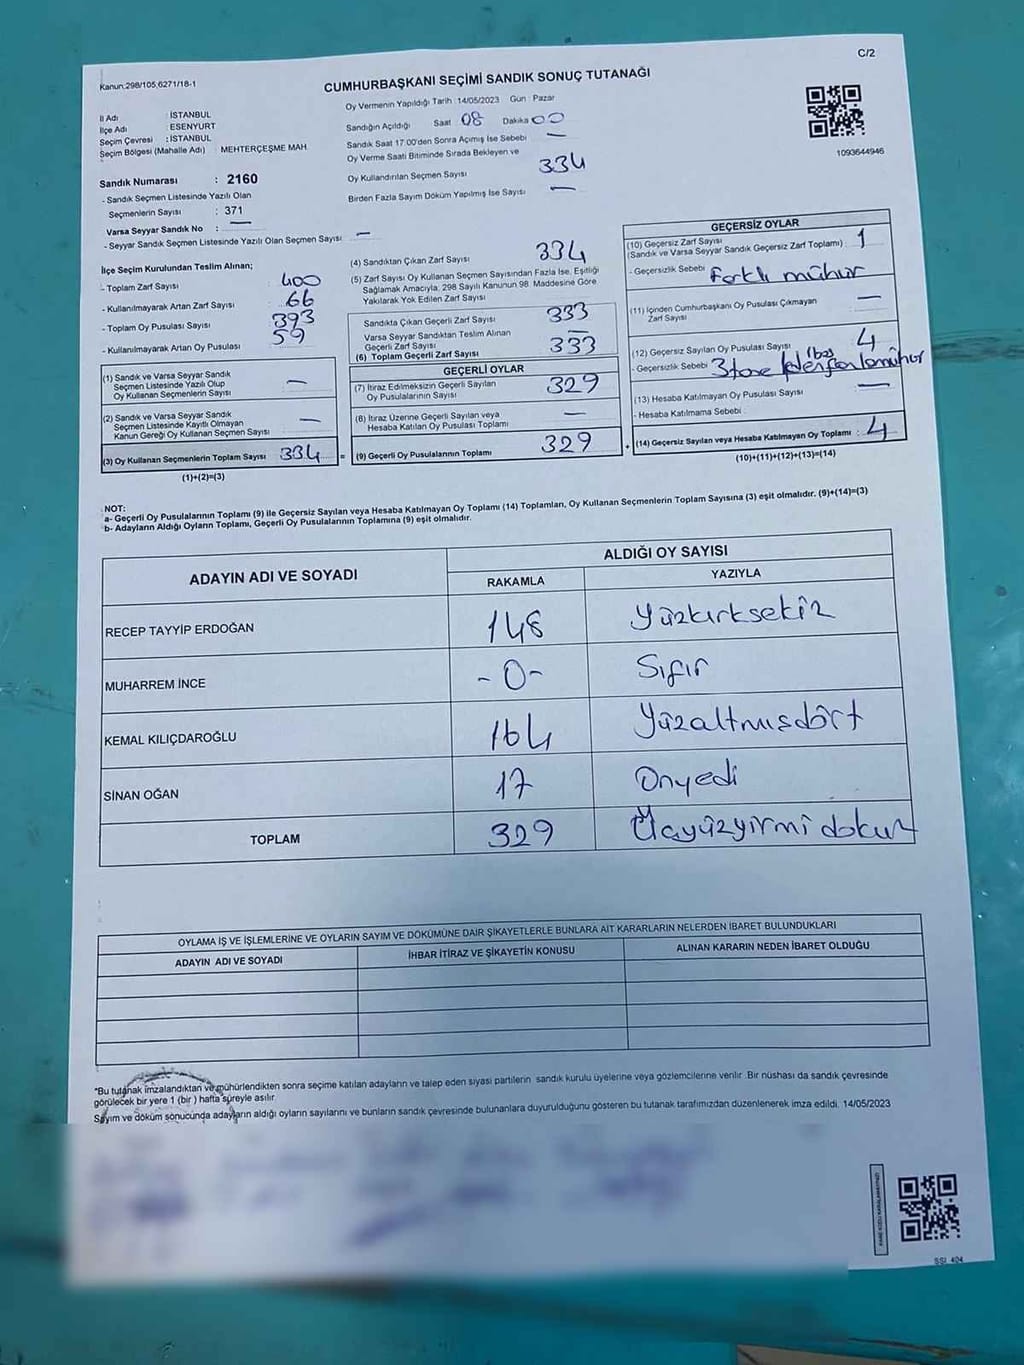 C/2
Kanun:298/105,6271/18-1
CUMHURBAŞKANI SEÇİMİ SANDIK SONUÇ TUTANAĞI
Oy Vermenin Yapıldığı Tarih :14/05/2023 Gün : Pazar
İl Adı : İSTANBUL
İlçe Adı : ESENYURT
Seçim Çevresi : İSTANBUL
Seçim Bölgesi (Mahalle Adı) : MEHTERÇEŞME MAH
Sandığın Açıldığı Saat 08 Dakika 00
Sandık Saat 17.00'den Sonra Açımış İse Sebebi —
Oy Verme Saati Bitiminde Sırada Bekleyen ve
Oy Kullandırılan Seçmen Sayısı 334
Birden Fazla Sayım Döküm Yapılmış İse Sayısı —
1093644946
Sandık Numarası : 2160
- Sandık Seçmen Listesinde Yazılı Olan
Seçmenlerin Sayısı : 371
Varsa Seyyar Sandık No : —
- Seyyar Sandık Seçmen Listesinde Yazılı Olan Seçmen Sayısı —
İlçe Seçim Kurulundan Teslim Alınan;
- Toplam Zarf Sayısı 400
- Kullanılmayarak Artan Zarf Sayısı 66
- Toplam Oy Pusulası Sayısı 393
- Kullanılmayarak Artan Oy Pusulası 59
(1) Sandık ve Varsa Seyyar Sandık
Seçmen Listesinde Yazılı Olup
Oy Kullanan Seçmenlerin Sayısı —
(2) Sandık ve Varsa Seyyar Sandık
Seçmen Listesinde Kayıtlı Olmayan
Kanun Gereği Oy Kullanan Seçmen Sayısı —
(3) Oy Kullanan Seçmenlerin Toplam Sayısı 334 =
(1)+(2)=(3)
(4) Sandıktan Çıkan Zarf Sayısı 334
(5) Zarf Sayısı Oy Kullanan Seçmen Sayısından Fazla İse, Eşitliği
Sağlamak Amacıyla, 298 Sayılı Kanunun 98. Maddesine Göre
Yakılarak Yok Edilen Zarf Sayısı
Sandıkta Çıkan Geçerli Zarf Sayısı 333
Varsa Seyyar Sandıktan Teslim Alınan
Geçerli Zarf Sayısı —
(6) Toplam Geçerli Zarf Sayısı 333
GEÇERLİ OYLAR
(7) İtiraz Edilmeksizin Geçerli Sayılan
Oy Pusulalarının Sayısı 329
(8) İtiraz Üzerine Geçerli Sayılan veya
Hesaba Katılan Oy Pusulası Toplamı —
(9) Geçerli Oy Pusulalarının Toplamı 329 +
GEÇERSİZ OYLAR
(10) Geçersiz Zarf Sayısı
(Sandık ve Varsa Seyyar Sandık Geçersiz Zarf Toplamı) : 1
- Geçersizlik Sebebi Farklı mühür
(11) İçinden Cumhurbaşkanı Oy Pusulası Çıkmayan
Zarf Sayısı —
(12) Geçersiz Sayılan Oy Pusulası Sayısı 4
- Geçersizlik Sebebi 3 tane
(13) Hesaba Katılmayan Oy Pusulası Sayısı —
- Hesaba Katılmama Sebebi :
(14) Geçersiz Sayılan veya Hesaba Katılmayan Oy Toplamı : 4
(10)+(11)+(12)+(13)=(14)
NOT:
a- Geçerli Oy Pusulalarının Toplamı (9) ile Geçersiz Sayılan veya Hesaba Katılmayan Oy Toplamı (14) Toplamları, Oy Kullanan Seçmenlerin Toplam Sayısına (3) eşit olmalıdır. (9)+(14)=(3)
b- Adayların Aldığı Oyların Toplamı, Geçerli Oy Pusulalarının Toplamına (9) eşit olmalıdır.
ADAYIN ADI VE SOYADI ALDIĞI OY SAYISI
RAKAMLA YAZIYLA
RECEP TAYYİP ERDOĞAN 148 Yüzkırksekiz
MUHARREM İNCE -0- Sıfır
KEMAL KILIÇDAROĞLU 164 Yüzaltmışdört
SİNAN OĞAN 17 Onyedi
TOPLAM 329 Üçyüzyirmi dokuz
OYLAMA İŞ VE İŞLEMLERİNE VE OYLARIN SAYIM VE DÖKÜMÜNE DAİR ŞİKAYETLERLE BUNLARA AİT KARARLARIN NELERDEN İBARET BULUNDUKLARI
ADAYIN ADI VE SOYADI İHBAR İTİRAZ VE ŞİKAYETİN KONUSU ALINAN KARARIN NEDEN İBARET OLDUĞU
"Bu tutanak imzalandıktan ve mühürlendikten sonra seçime katılan adayların ve talep eden siyasi partilerin sandık kurulu üyelerine veya gözlemcilerine verilir. Bir nüshası da sandık çevresinde
görülecek bir yere 1 (bir) hafta süreyle asılır.
Sayım ve döküm sonucunda adayların aldığı oyların sayılarını ve bunların sandık çevresinde bulunanlara duyurulduğunu gösteren bu tutanak tarafımızdan düzenlenerek imza edildi. 14/05/2023
SSI 404